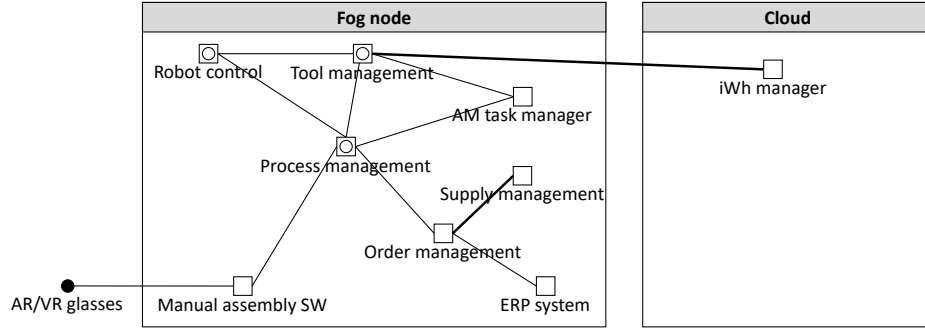 Fog node
Cloud
Robot control
Tool management
iWh manager
AM task manager
Process management
Supply management
Order management
AR/VR glasses
Manual assembly SW
ERP system